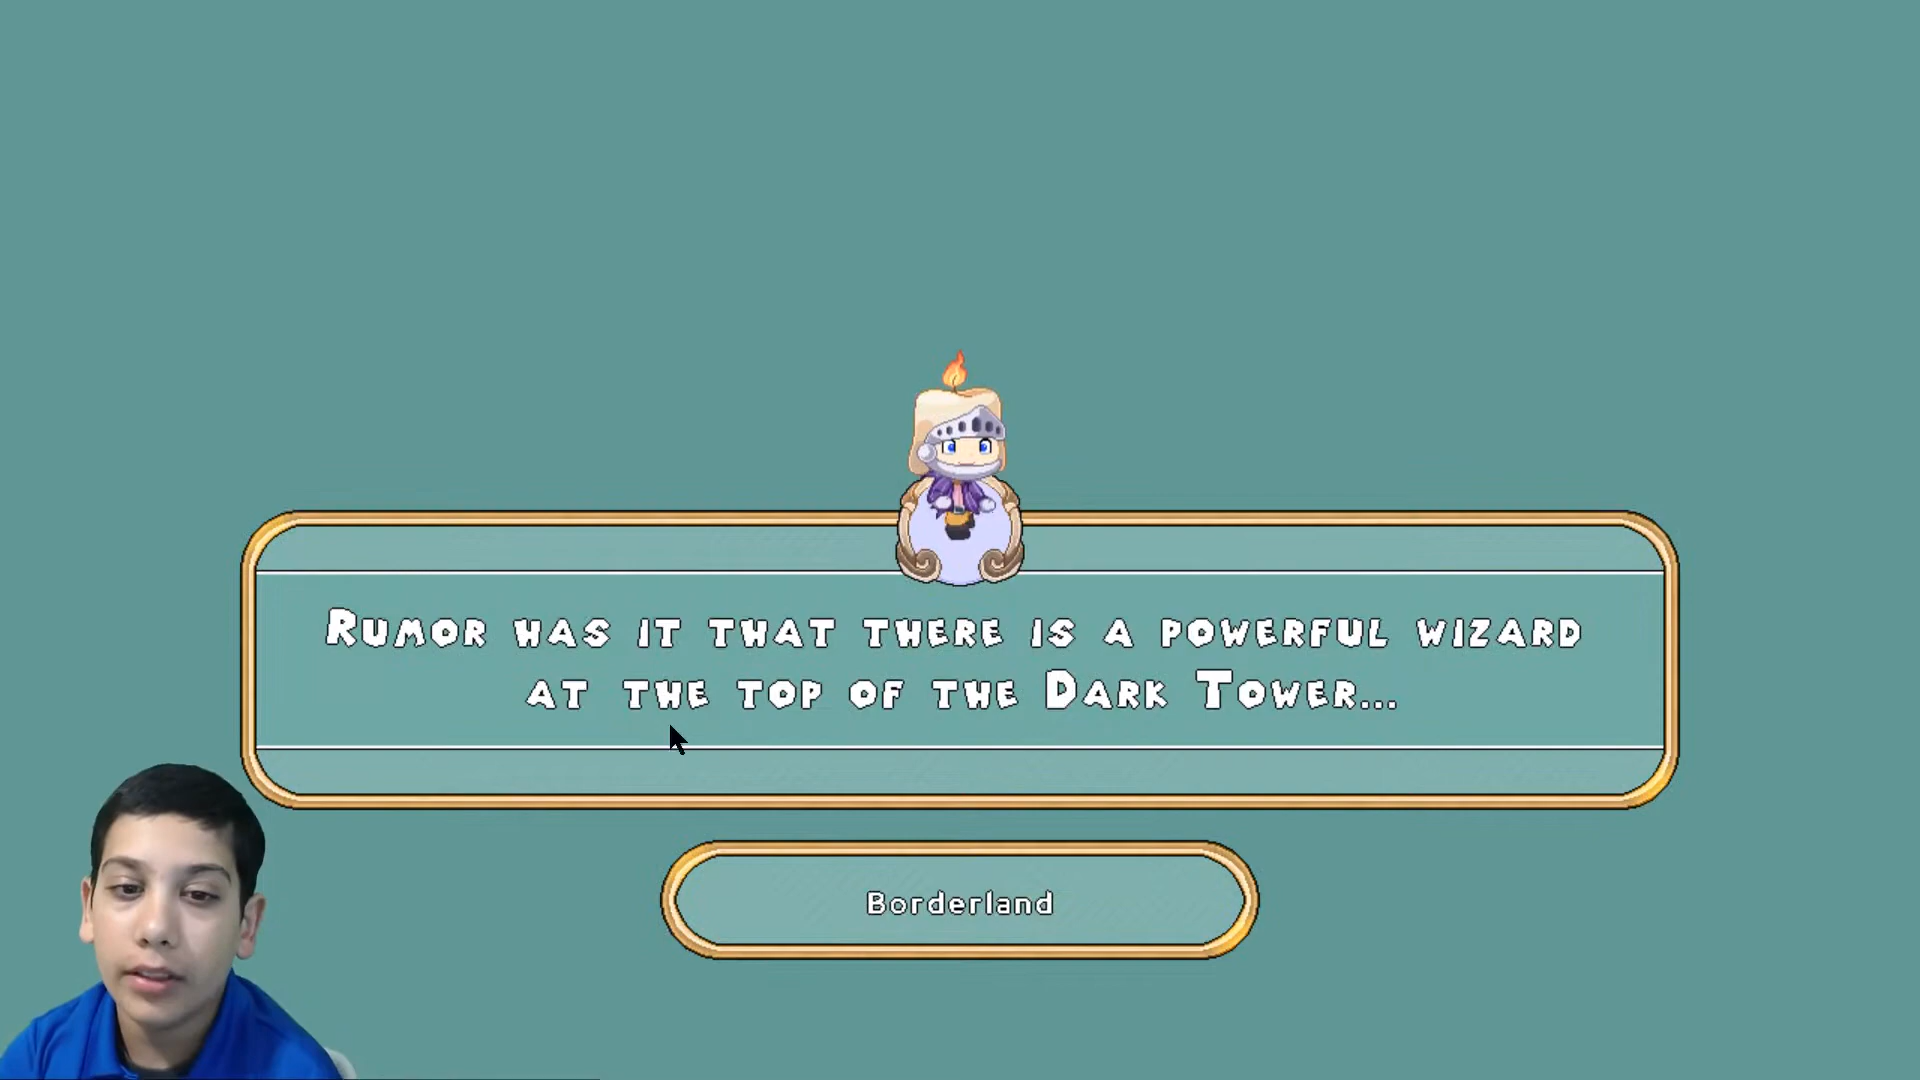 Rumor has it that there is a powerful wizard
at the top of the Dark Tower...
Borderland